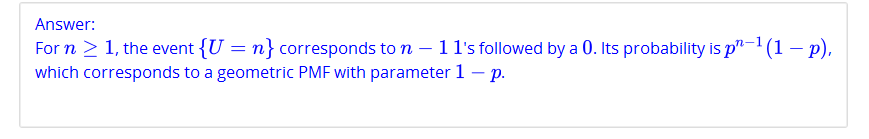 Answer:
For n ≥ 1, the event {U = n} corresponds to n − 1 1's followed by a 0. Its probability is pⁿ⁻¹(1 − p),
which corresponds to a geometric PMF with parameter 1 − p.